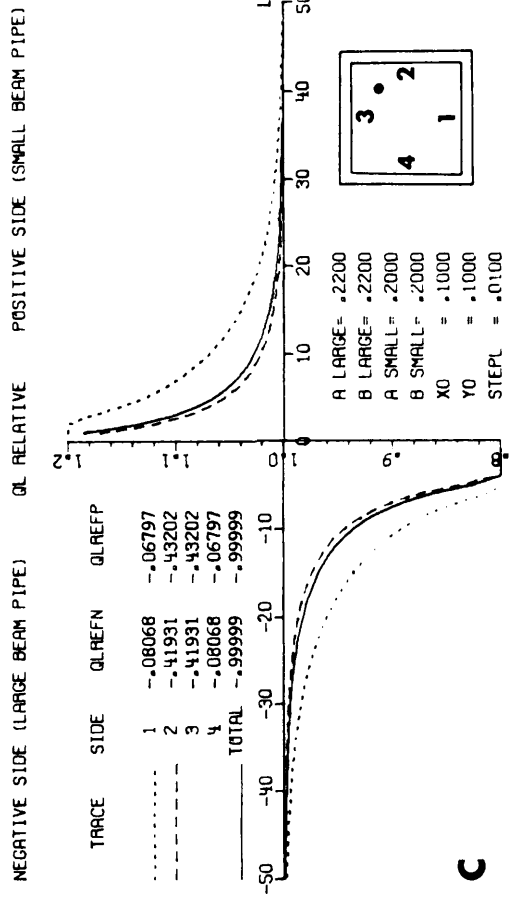 NEGATIVE SIDE (LARGE BEAM PIPE) QL RELATIVE POSITIVE SIDE (SMALL BEAM PIPE)
TRACE SIDE QLREFN QLREFP
1 -.08068 -.06797
2 -.41931 -.43202
3 -.41931 -.43202
4 -.08068 -.06797
TOTAL -.99999 -.99999
1.2
1.1
1.0
.9
.8
-50 -40 -30 -20 -10 0 10 20 30 40 50
L
A LARGE= .2200
B LARGE= .2200
A SMALL= .2000
B SMALL= .2000
X0 = .1000
Y0 = .1000
STEPL = .0100
3
2
4
1
C